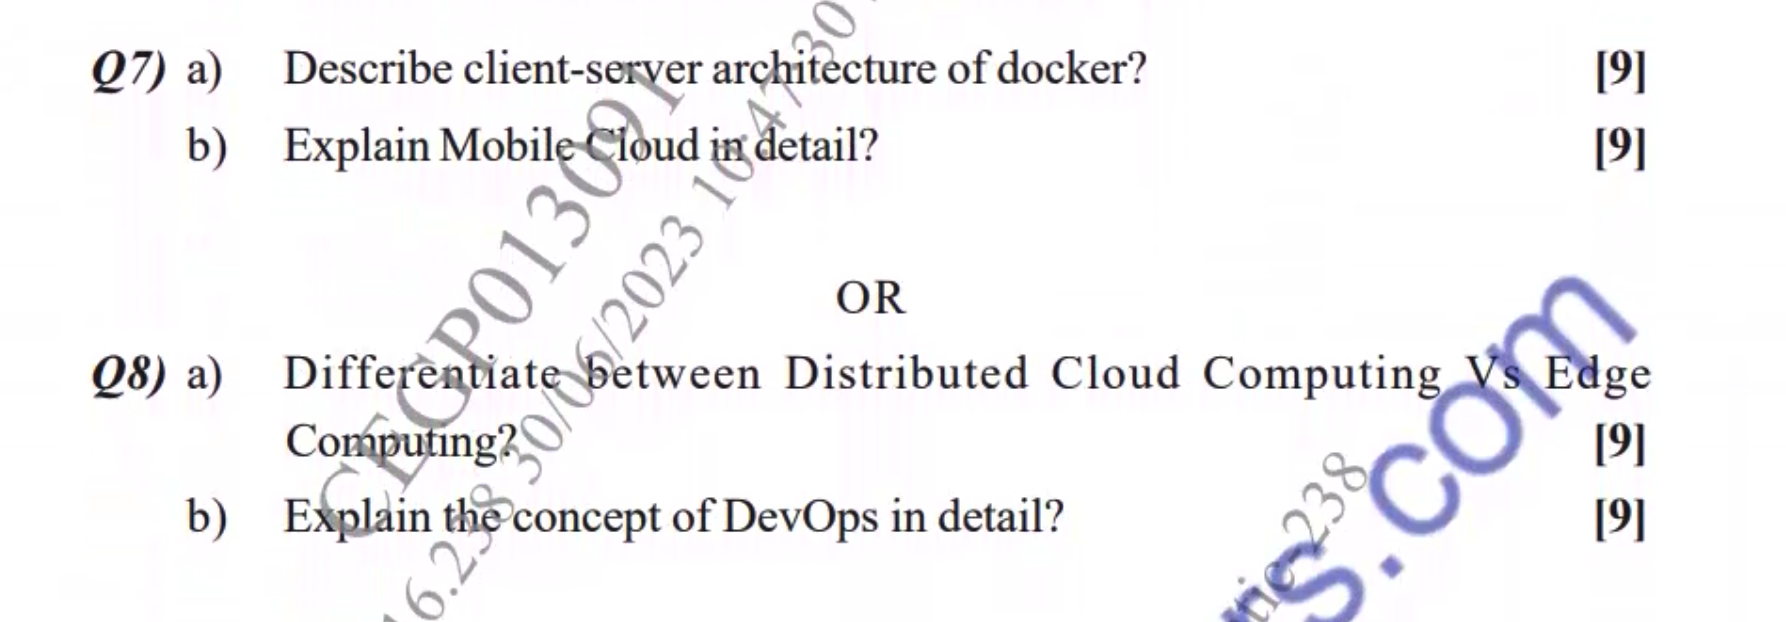 Q7) a) Describe client-server architecture of docker? [9]
b) Explain Mobile Cloud in detail? [9]
OR
Q8) a) Differentiate between Distributed Cloud Computing Vs Edge
Computing? [9]
b) Explain the concept of DevOps in detail? [9]
CEGP013091
16.238 30/06/2023 10:47:30
tic-238
rs.com